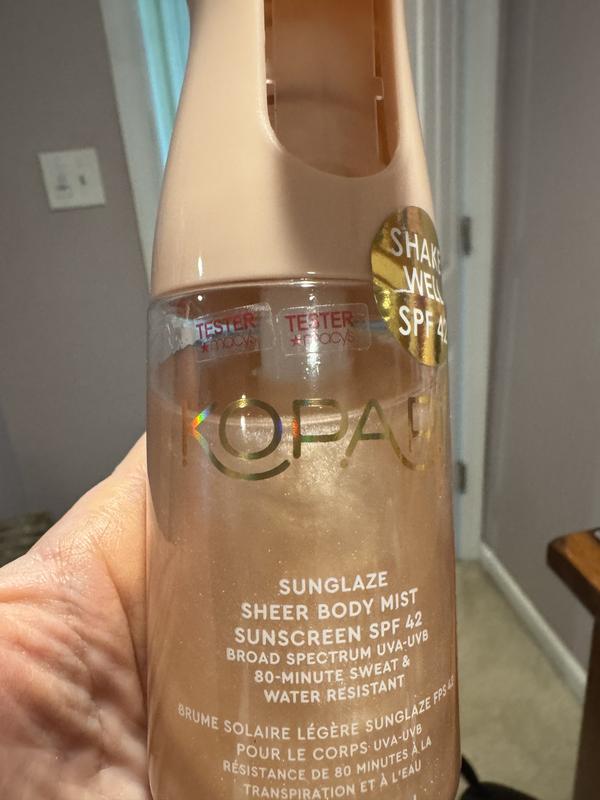 SHAKE
WELL
SPF 42
TESTER
★macys
TESTER
★macys
KOPARI
SUNGLAZE
SHEER BODY MIST
SUNSCREEN SPF 42
BROAD SPECTRUM UVA-UVB
80-MINUTE SWEAT &
WATER RESISTANT
BRUME SOLAIRE LÉGÈRE SUNGLAZE FPS 42
POUR LE CORPS UVA-UVB
RÉSISTANCE DE 80 MINUTES À LA
TRANSPIRATION ET À L'EAU